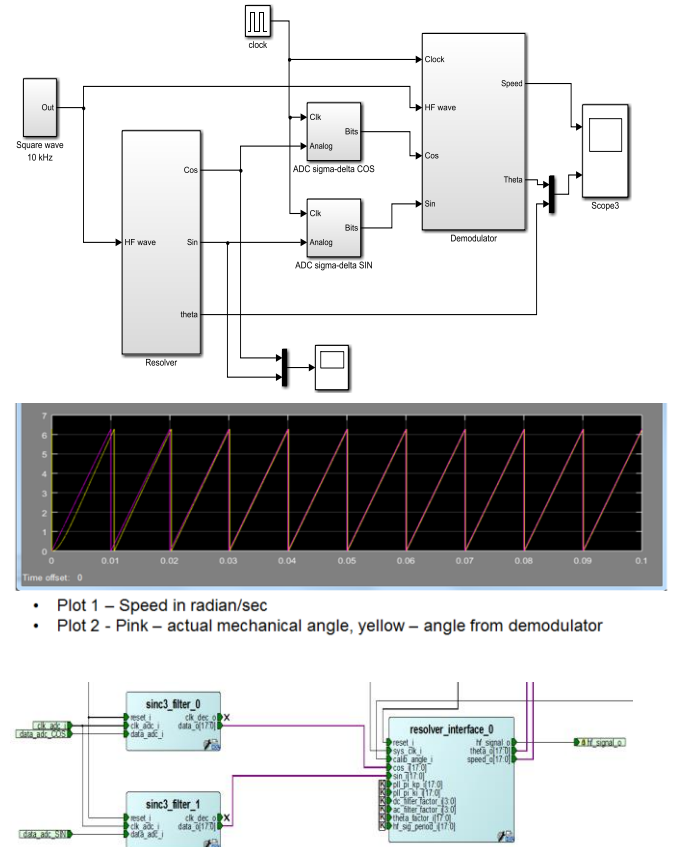 clock
Clock
Speed
HF wave
Out
Square wave
10 kHz
Clk
Bits
Analog
ADC sigma-delta COS
Cos
Cos
Theta
Scope3
Clk
Bits
Analog
ADC sigma-delta SIN
Sin
Demodulator
HF wave
Sin
theta
Resolver
7
6
5
4
3
2
1
0
0 0.01 0.02 0.03 0.04 0.05 0.06 0.07 0.08 0.09 0.1
Time offset: 0
• Plot 1 – Speed in radian/sec
• Plot 2 - Pink – actual mechanical angle, yellow – angle from demodulator
sinc3_filter_0
reset_i clk_dec_o X
clk_adc_i clk_adc_i data_o[17:0]
data_adc_COS data_adc_i
resolver_interface_0
reset_i hf_signal_o hf_signal_o
sys_clk_i theta_o[17:0]
calib_angle_i speed_o[17:0]
cos_i[17:0]
sin_i[17:0]
pll_pi_kp_i[17:0]
pll_pi_ki_i[17:0]
dc_filter_factor_i[3:0]
ac_filter_factor_i[3:0]
theta_factor_i[17:0]
hf_sig_period_i[17:0]
sinc3_filter_1
reset_i clk_dec_o X
clk_adc_i data_o[17:0]
data_adc_SIN data_adc_i